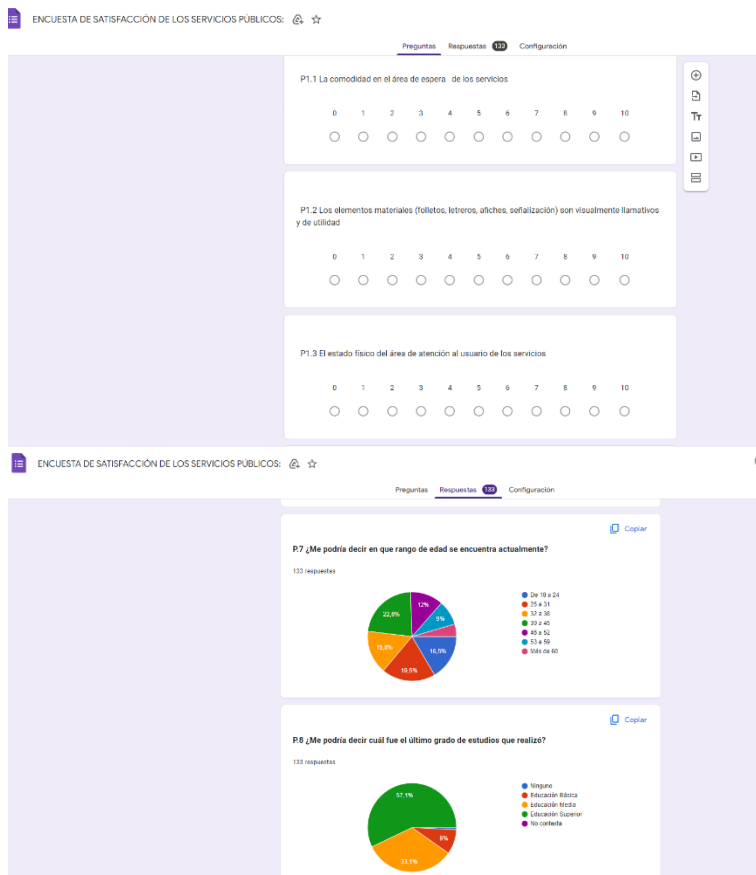 ENCUESTA DE SATISFACCIÓN DE LOS SERVICIOS PÚBLICOS:
Preguntas Respuestas 133 Configuración
P1.1 La comodidad en el área de espera de los servicios
0 1 2 3 4 5 6 7 8 9 10
P1.2 Los elementos materiales (folletos, letreros, afiches, señalización) son visualmente llamativos
y de utilidad
0 1 2 3 4 5 6 7 8 9 10
P1.3 El estado físico del área de atención al usuario de los servicios
0 1 2 3 4 5 6 7 8 9 10
Tт
ENCUESTA DE SATISFACCIÓN DE LOS SERVICIOS PÚBLICOS:
Preguntas Respuestas 133 Configuración
Copiar
P.7 ¿Me podría decir en que rango de edad se encuentra actualmente?
133 respuestas
12%
9%
22,6%
16,5%
19,5%
De 18 a 24
25 a 31
32 a 38
39 a 45
46 a 52
53 a 59
Más de 60
Copiar
P.8 ¿Me podría decir cuál fue el último grado de estudios que realizó?
133 respuestas
57,1%
33,1%
Ninguno
Educación Básica
Educación Media
Educación Superior
No contesta